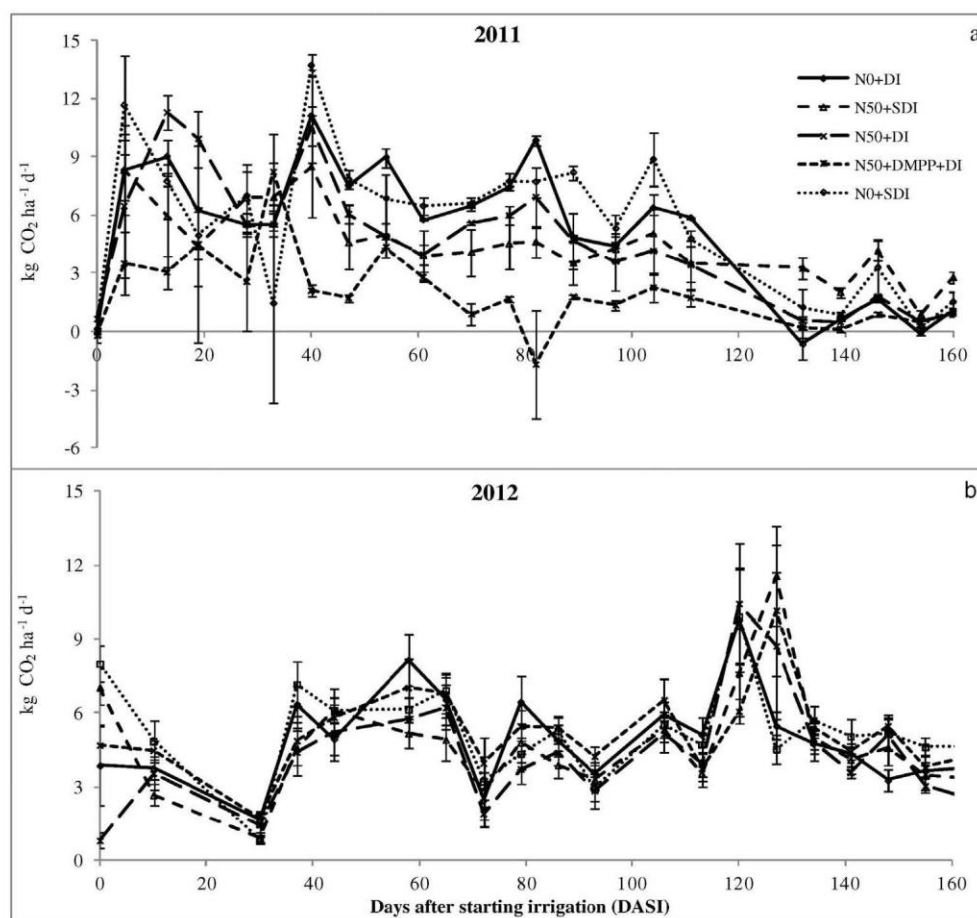 2011
a
15
12
9
6
3
0
-3
-6
kg CO₂ ha⁻¹ d⁻¹
N0+DI
N50+SDI
N50+DI
N50+DMPP+DI
N0+SDI
0 20 40 60 80 100 120 140 160
2012
b
15
12
9
6
3
0
kg CO₂ ha⁻¹ d⁻¹
0 20 40 60 80 100 120 140 160
Days after starting irrigation (DASI)